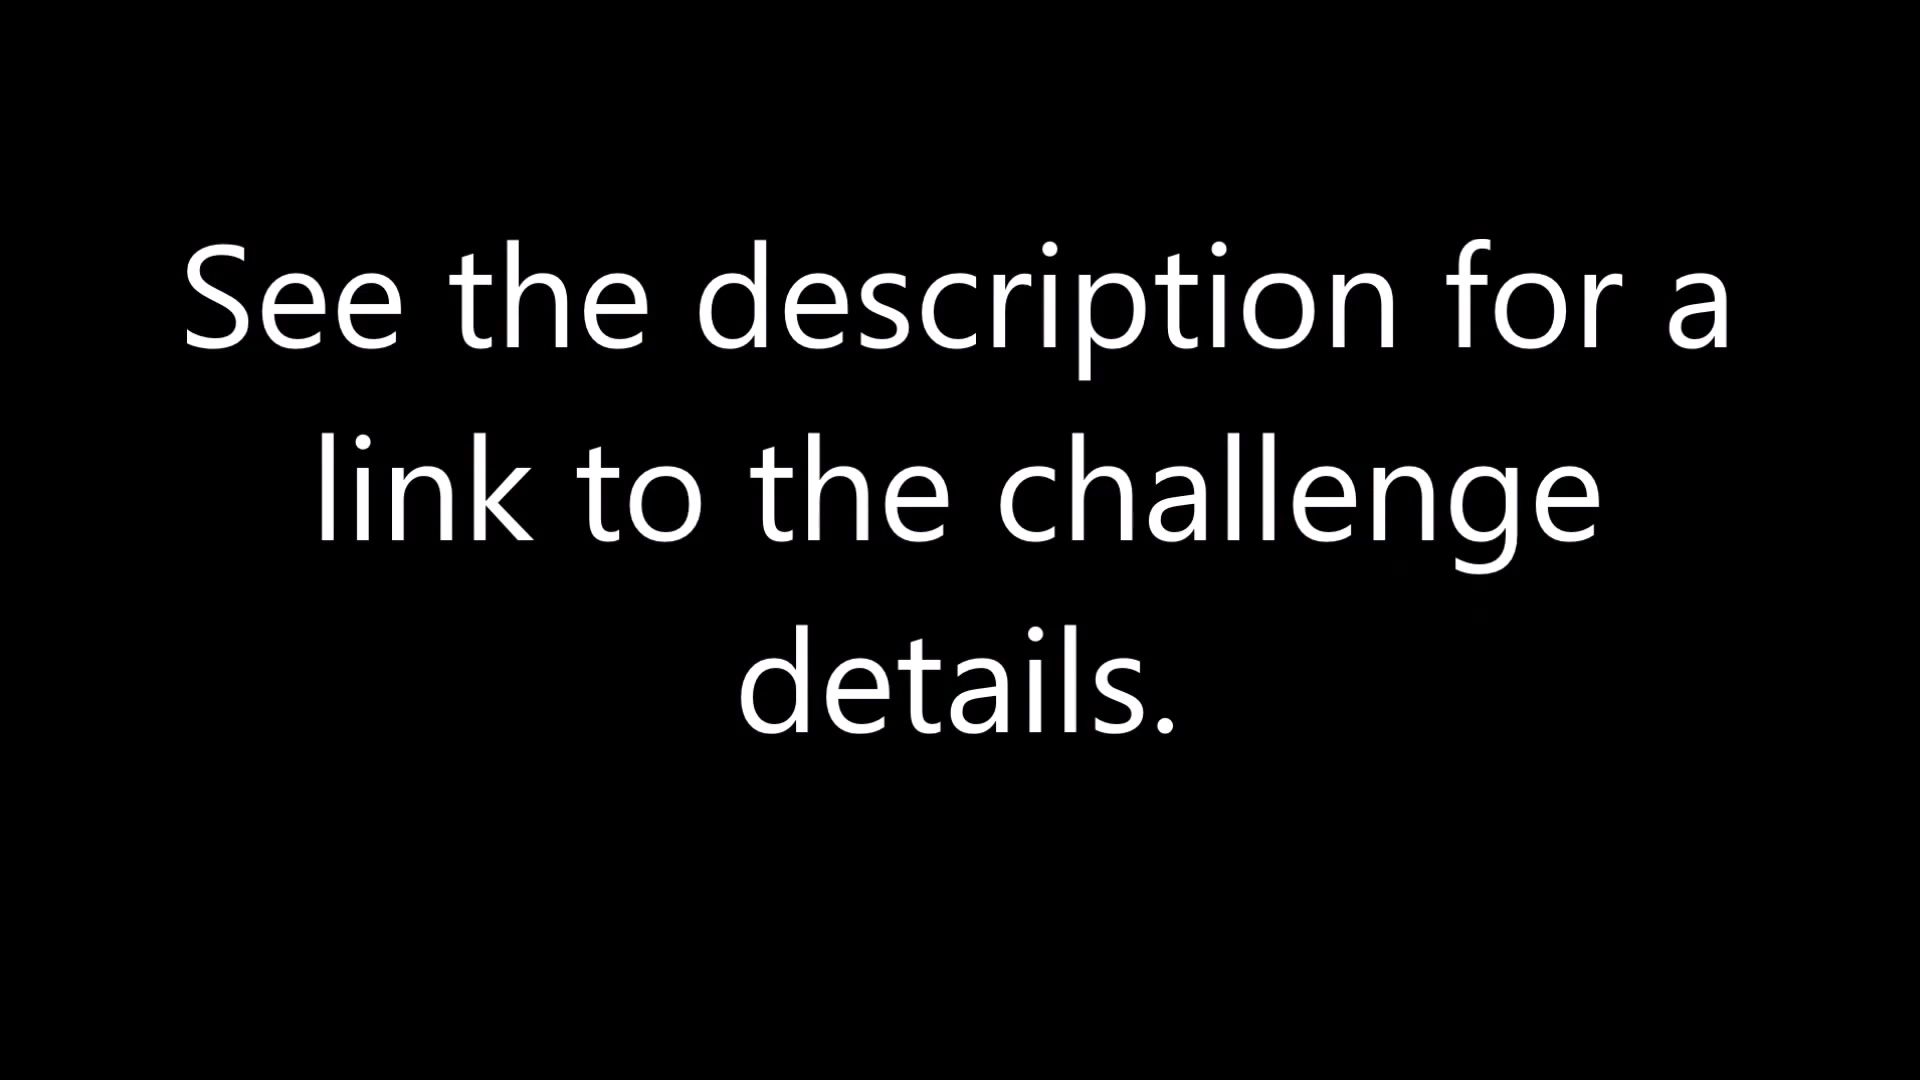 See the description for a
link to the challenge
details.